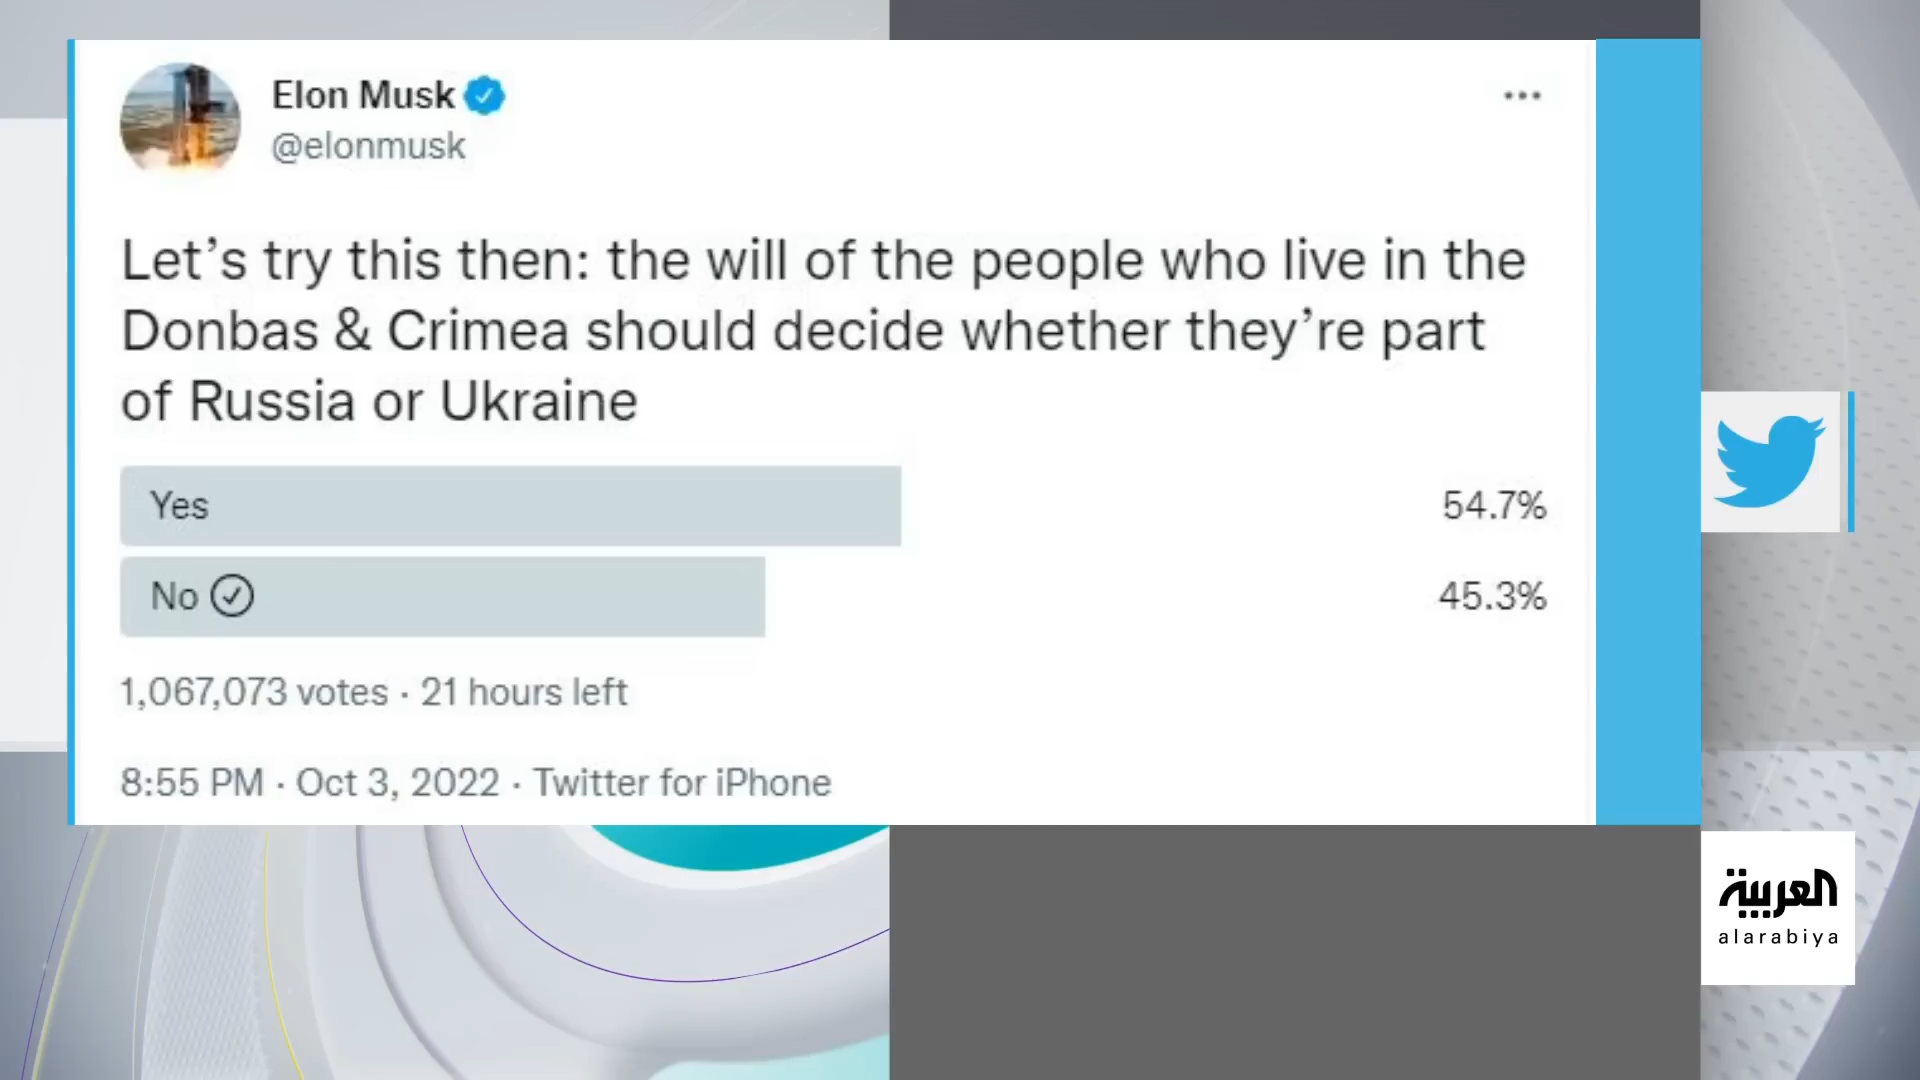 Elon Musk
@elonmusk
Let's try this then: the will of the people who live in the
Donbas & Crimea should decide whether they're part
of Russia or Ukraine
Yes 54.7%
No 45.3%
1,067,073 votes · 21 hours left
8:55 PM · Oct 3, 2022 · Twitter for iPhone
العربية
alarabiya